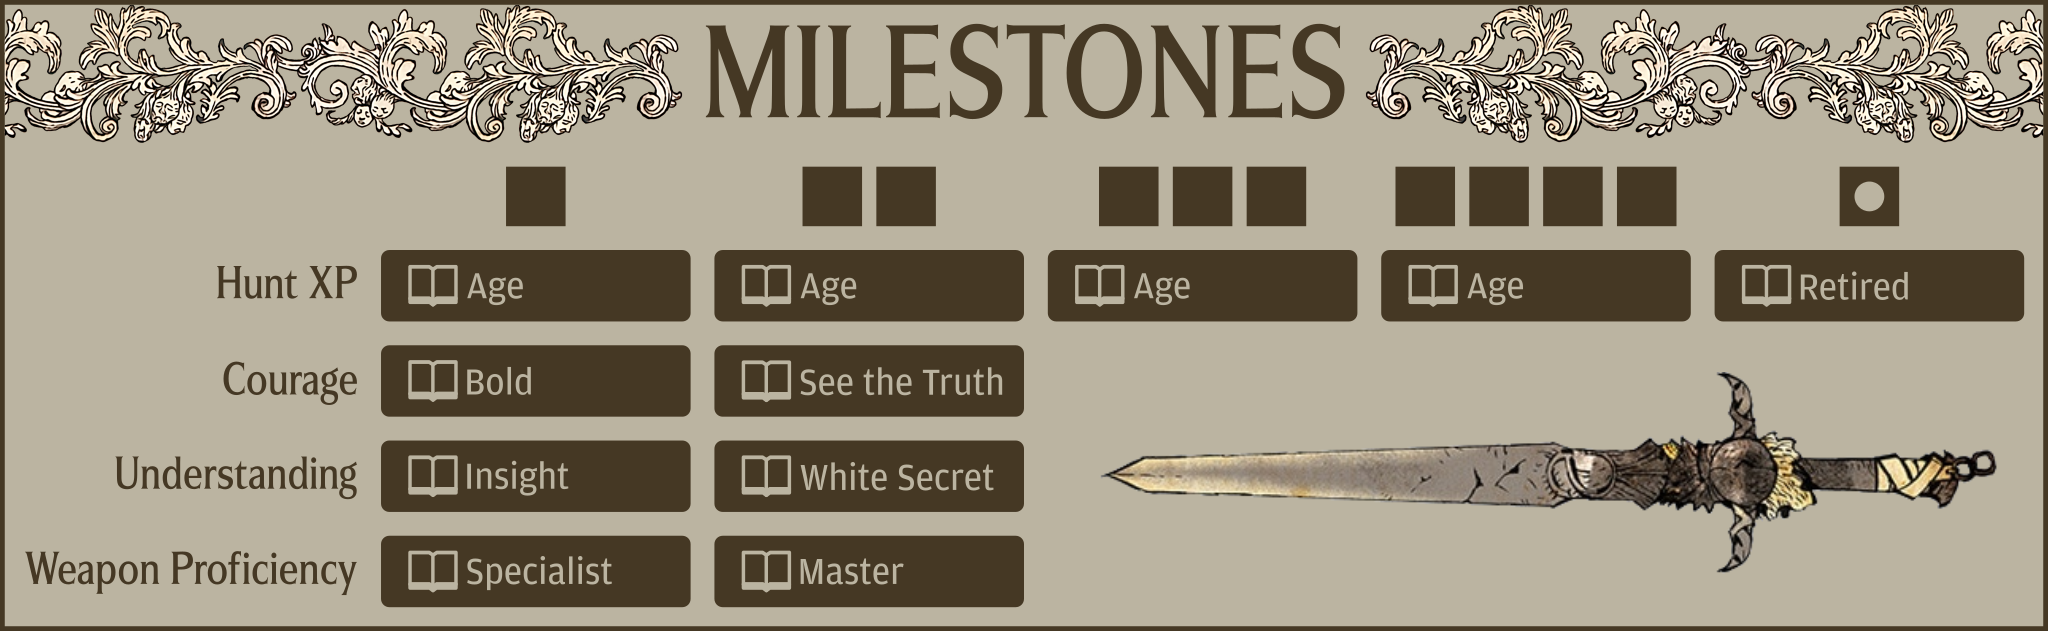 MILESTONES
Hunt XP Age Age Age Age Retired
Courage Bold See the Truth
Understanding Insight White Secret
Weapon Proficiency Specialist Master